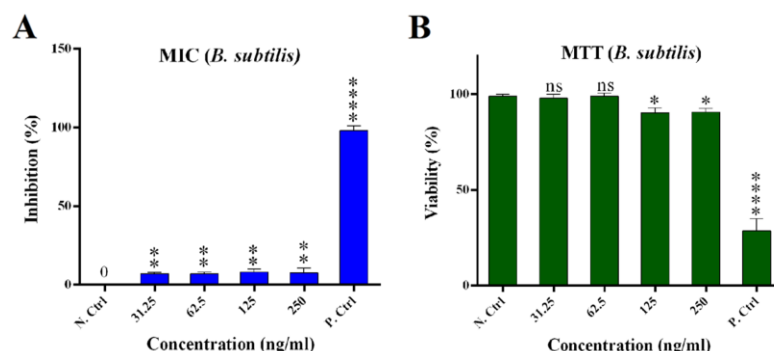 A
MIC (B. subtilis)
Inhibition (%)
150
100
50
0
0
**
**
**
**
****
N. Ctrl
31.25
62.5
125
250
P. Ctrl
Concentration (ng/ml)
B
MTT (B. subtilis)
Viability (%)
100
50
0
ns
ns
*
*
****
N. Ctrl
31.25
62.5
125
250
P. Ctrl
Concentration (ng/ml)